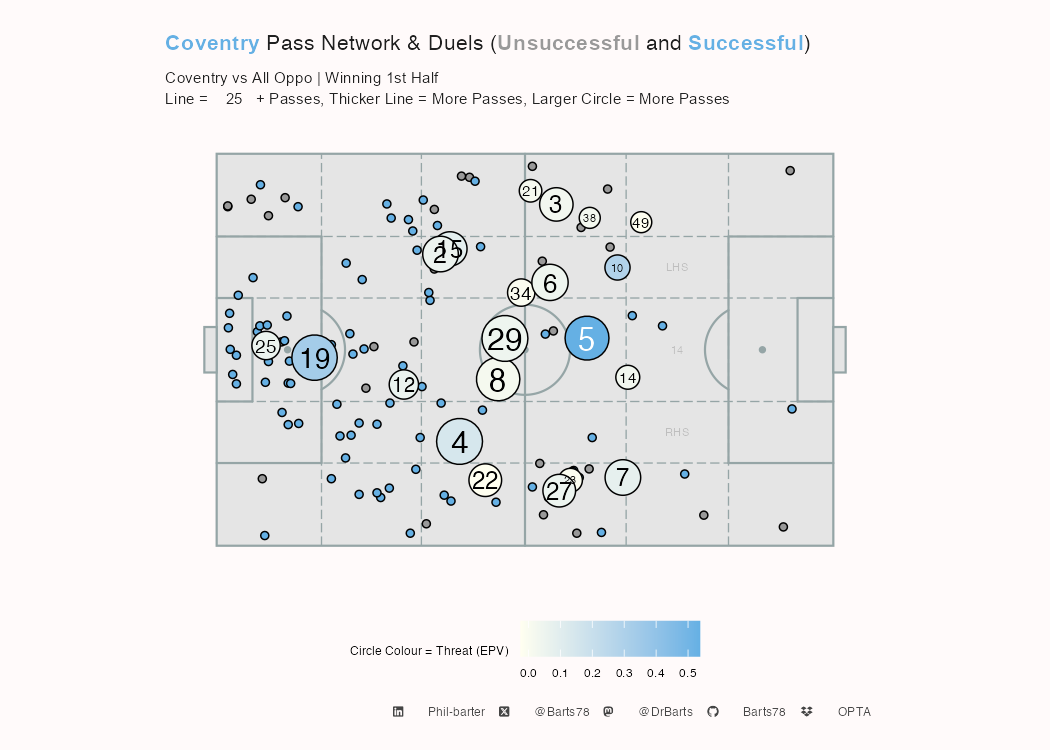 Coventry Pass Network & Duels (Unsuccessful and Successful)
Coventry vs All Oppo | Winning 1st Half
Line = 25 + Passes, Thicker Line = More Passes, Larger Circle = More Passes
21
3
38
49
2
15
LHS
10
6
34
29
5
25
19
14
12
8
14
4
RHS
22
27
7
Circle Colour = Threat (EPV)
0.0 0.1 0.2 0.3 0.4 0.5
Phil-barter @Barts78 @DrBarts Barts78 OPTA